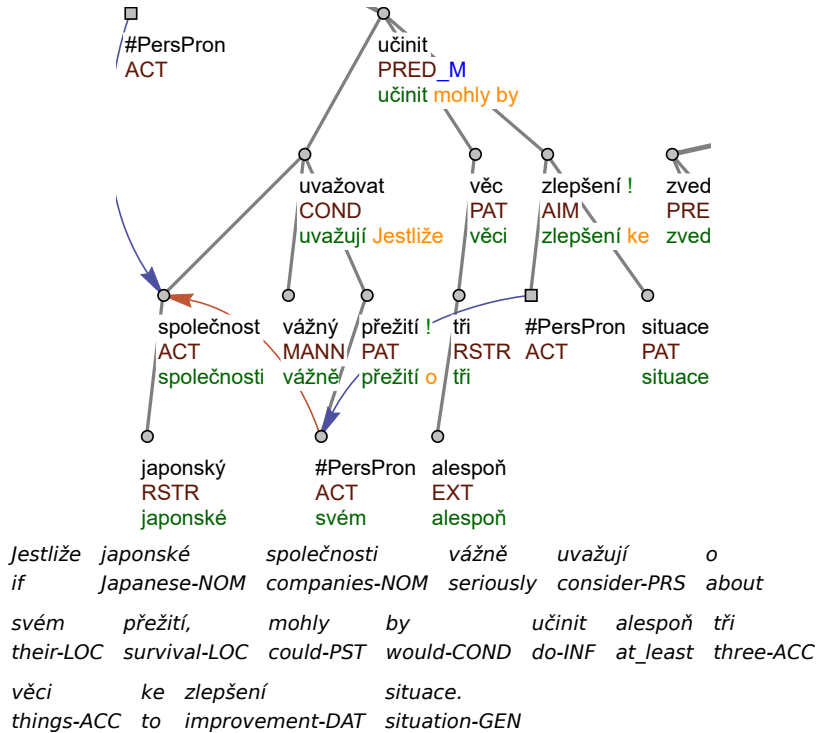 #PersPron
ACT
učinit
PRED_M
učinit mohly by
uvažovat
COND
uvažují Jestliže
věc
PAT
věci
zlepšení !
AIM
zlepšení ke
zved
PRE
zved
společnost
ACT
společnosti
vážný
MANN
vážně
přežití !
PAT
přežití o
tři
RSTR
tři
#PersPron
ACT
situace
PAT
situace
japonský
RSTR
japonské
#PersPron
ACT
svém
alespoň
EXT
alespoň
Jestliže japonské společnosti vážně uvažují o
if Japanese-NOM companies-NOM seriously consider-PRS about
svém přežití, mohly by učinit alespoň tři
their-LOC survival-LOC could-PST would-COND do-INF at_least three-ACC
věci ke zlepšení situace.
things-ACC to improvement-DAT situation-GEN